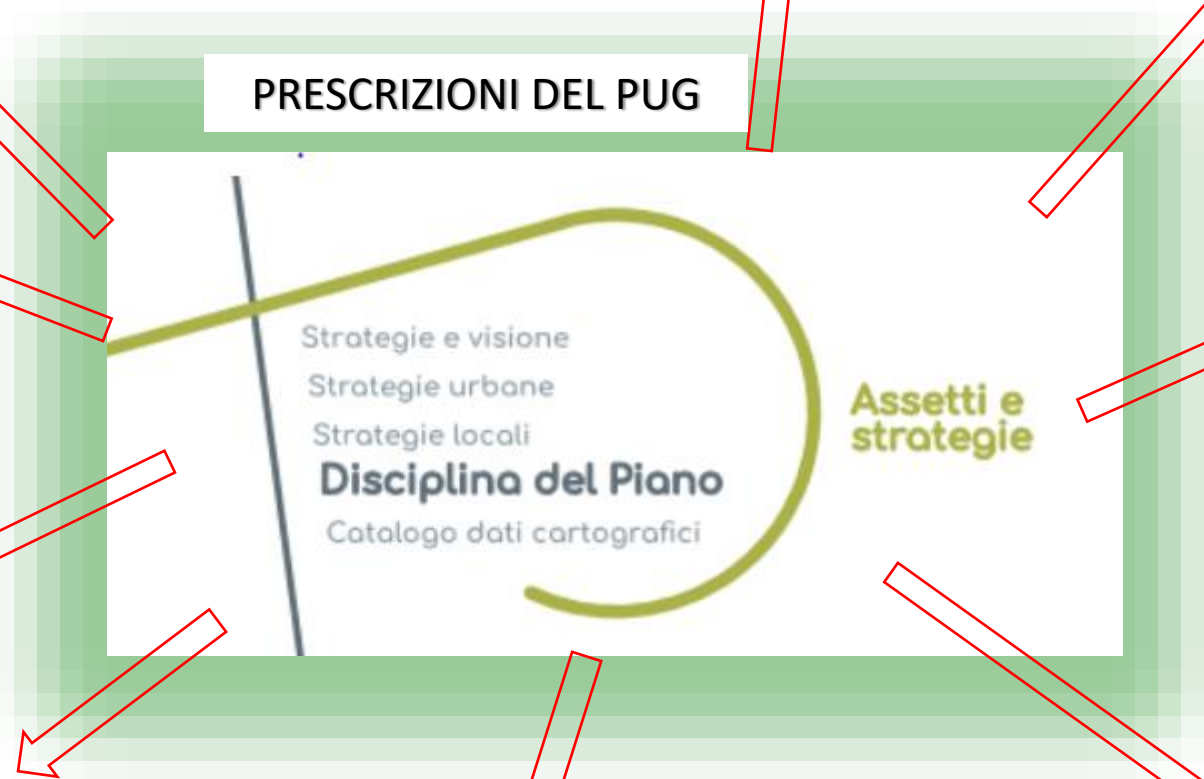 PRESCRIZIONI DEL PUG
Strategie e visione
Strategie urbane
Strategie locali
Disciplina del Piano
Catalogo dati cartografici
Assetti e
strategie